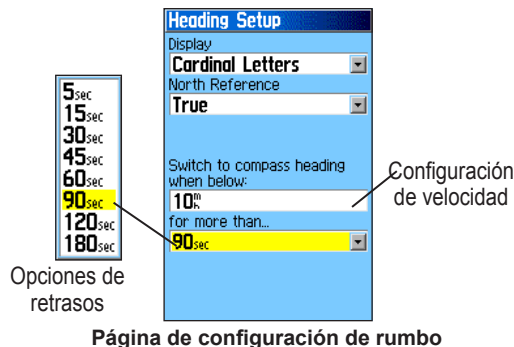 Heading Setup
Display
Cardinal Letters
North Reference
True
Switch to compass heading
when below:
10 m/h
for more than...
90sec
5sec
15sec
30sec
45sec
60sec
90sec
120sec
180sec
Opciones de
retrasos
Configuración
de velocidad
Página de configuración de rumbo